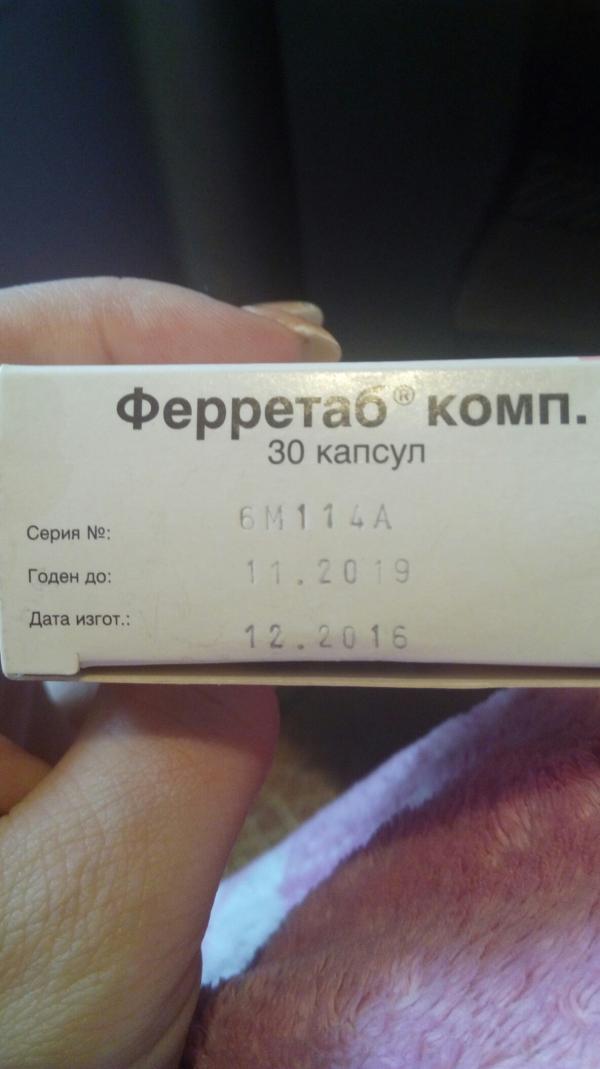 Ферретаб® комп.
30 капсул
Серия №: 6М114А
Годен до: 11.2019
Дата изгот.: 12.2016